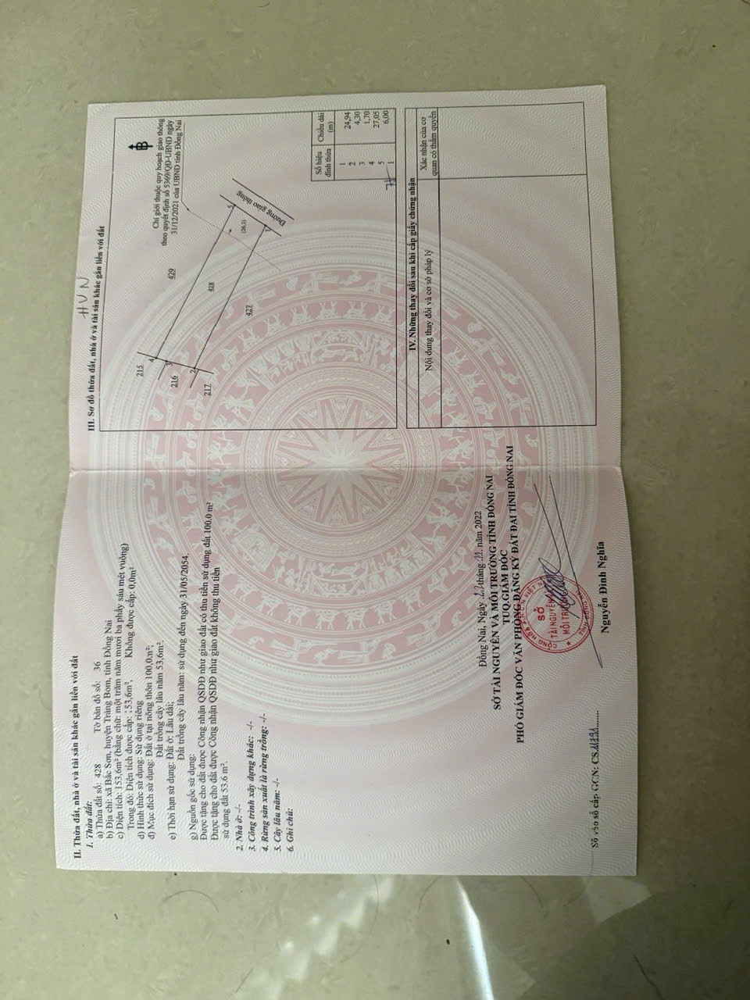 II. Thửa đất, nhà ở và tài sản khác gắn liền với đất
1. Thửa đất:
a) Thửa đất số: 428 Tờ bản đồ số: 36
b) Địa chỉ: xã Bắc Sơn, huyện Trảng Bom, tỉnh Đồng Nai
c) Diện tích: 153,6m² (bằng chữ: một trăm năm mươi ba phẩy sáu mét vuông)
Trong đó: Diện tích được cấp: 153,6m², Không được cấp: 0,0m²
d) Hình thức sử dụng: Sử dụng riêng
đ) Mục đích sử dụng: Đất ở tại nông thôn 100,0m²;
Đất trồng cây lâu năm 53,6m².
e) Thời hạn sử dụng: Đất ở: Lâu dài;
Đất trồng cây lâu năm: sử dụng đến ngày 31/05/2054.
g) Nguồn gốc sử dụng:
Được tặng cho đất được Công nhận QSDĐ như giao đất có thu tiền sử dụng đất 100.0 m²
Được tặng cho đất được Công nhận QSDĐ như giao đất không thu tiền
sử dụng đất 53.6 m².
2. Nhà ở: -/-
3. Công trình xây dựng khác: -/-
4. Rừng sản xuất là rừng trồng: -/-
5. Cây lâu năm: -/-
6. Ghi chú:
Đồng Nai, Ngày 22 tháng 11 năm 2022
SỞ TÀI NGUYÊN VÀ MÔI TRƯỜNG TỈNH ĐỒNG NAI
TUQ.GIÁM ĐỐC
PHÓ GIÁM ĐỐC VĂN PHÒNG ĐĂNG KÝ ĐẤT ĐAI TỈNH ĐỒNG NAI
SỞ
TÀI NGUYÊN
MÔI TRƯỜNG
Nguyễn Đình Nghĩa
Số vào sổ cấp GCN: CS
HUN
III. Sơ đồ thửa đất, nhà ở và tài sản khác gắn liền với đất
B
Chỉ giới thuộc quy hoạch giao thông
theo quyết định số 5369/QĐ-UBND ngày
31/12/2021 của UBND tỉnh Đồng Nai
215
216
217
429
428
427
(26.3)
4
3
2
5
1
Đường giao thông
Số hiệu đỉnh thửa Chiều dài (m)
1
24,94
2
4,30
3
1,70
4
27,05
5
6,00
1
IV. Những thay đổi sau khi cấp giấy chứng nhận
Nội dung thay đổi và cơ sở pháp lý Xác nhận của cơ quan có thẩm quyền